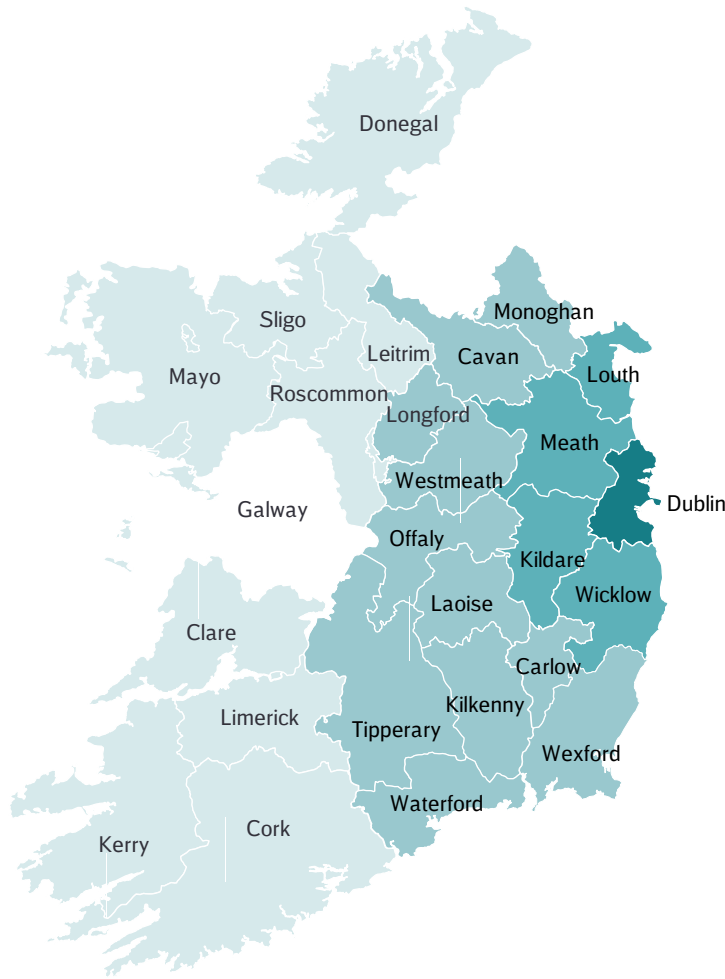 Donegal
Monoghan
Sligo
Leitrim
Cavan
Louth
Mayo
Roscommon
Longford
Meath
Westmeath
Galway
Dublin
Offaly
Kildare
Laoise
Wicklow
Clare
Carlow
Kilkenny
Limerick
Tipperary
Wexford
Waterford
Cork
Kerry